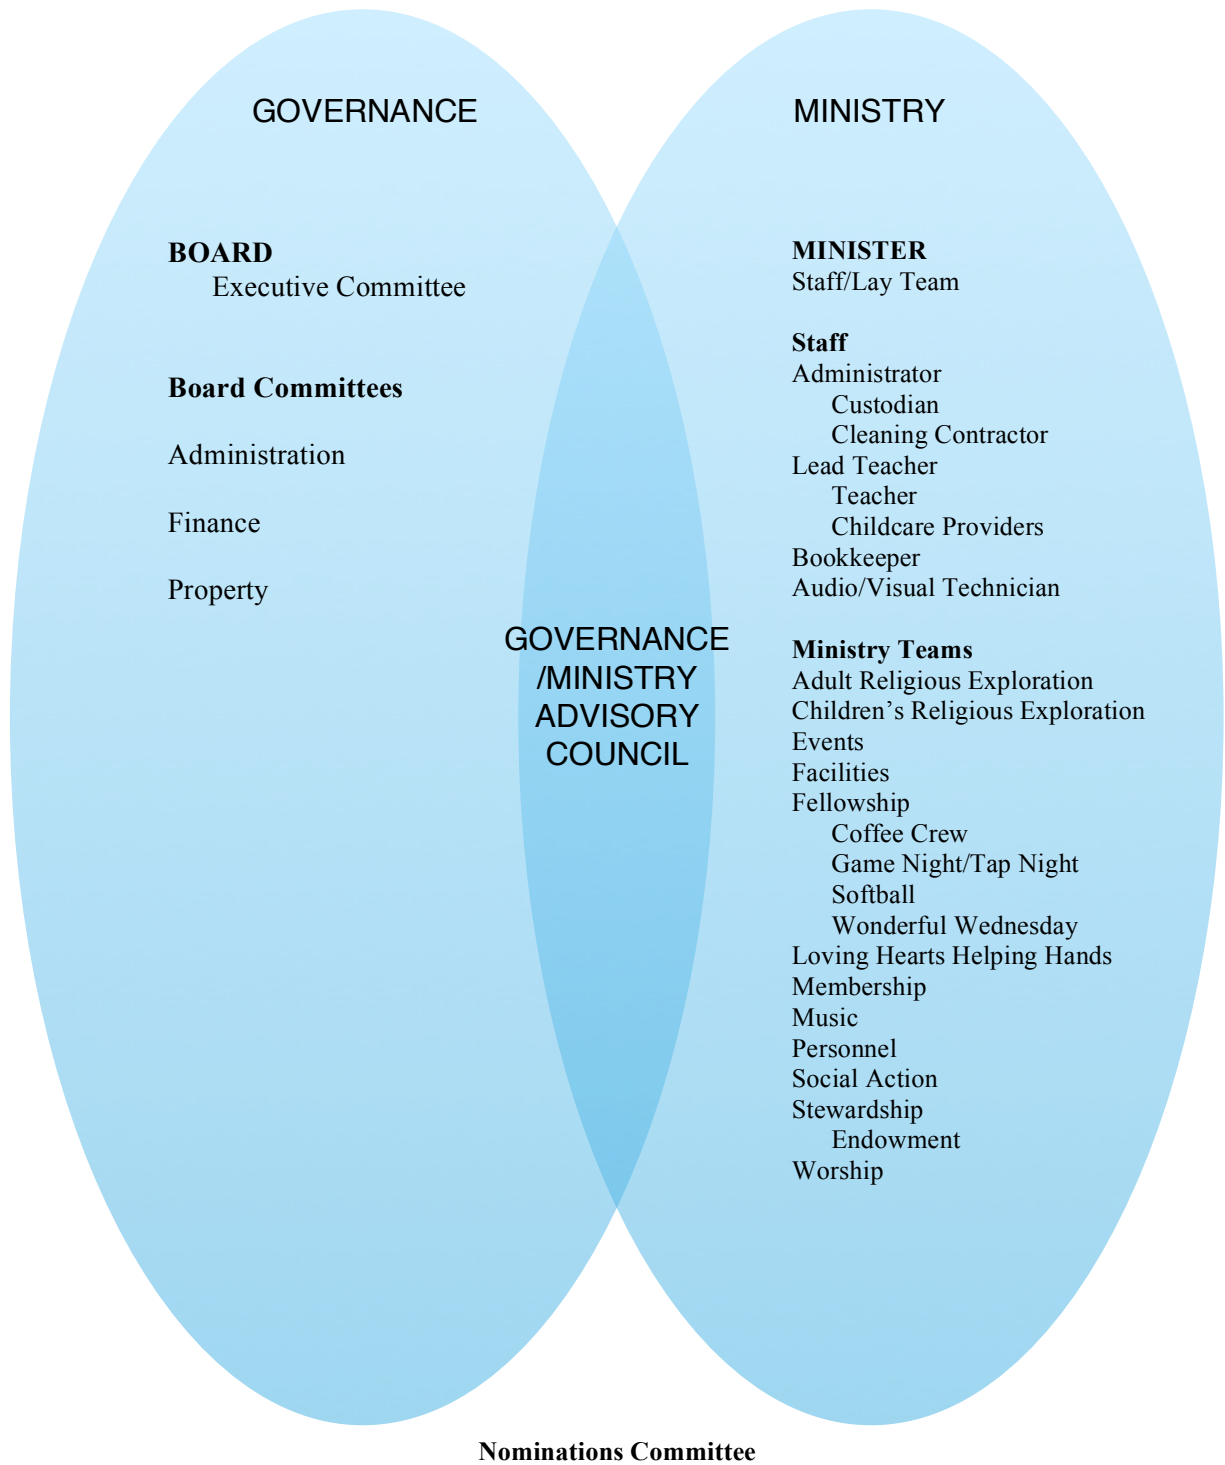 GOVERNANCE
BOARD
Executive Committee
Board Committees
Administration
Finance
Property
GOVERNANCE
/MINISTRY
ADVISORY
COUNCIL
MINISTRY
MINISTER
Staff/Lay Team
Staff
Administrator
Custodian
Cleaning Contractor
Lead Teacher
Teacher
Childcare Providers
Bookkeeper
Audio/Visual Technician
Ministry Teams
Adult Religious Exploration
Children’s Religious Exploration
Events
Facilities
Fellowship
Coffee Crew
Game Night/Tap Night
Softball
Wonderful Wednesday
Loving Hearts Helping Hands
Membership
Music
Personnel
Social Action
Stewardship
Endowment
Worship
Nominations Committee